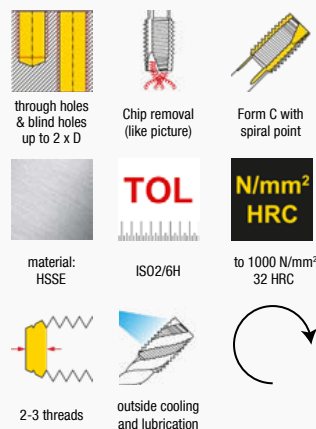 through holes
& blind holes
up to 2 x D
Chip removal
(like picture)
Form C with
spiral point
TOL
N/mm²
HRC
material:
HSSE
ISO2/6H
to 1000 N/mm²
32 HRC
2-3 threads
outside cooling
and lubrication